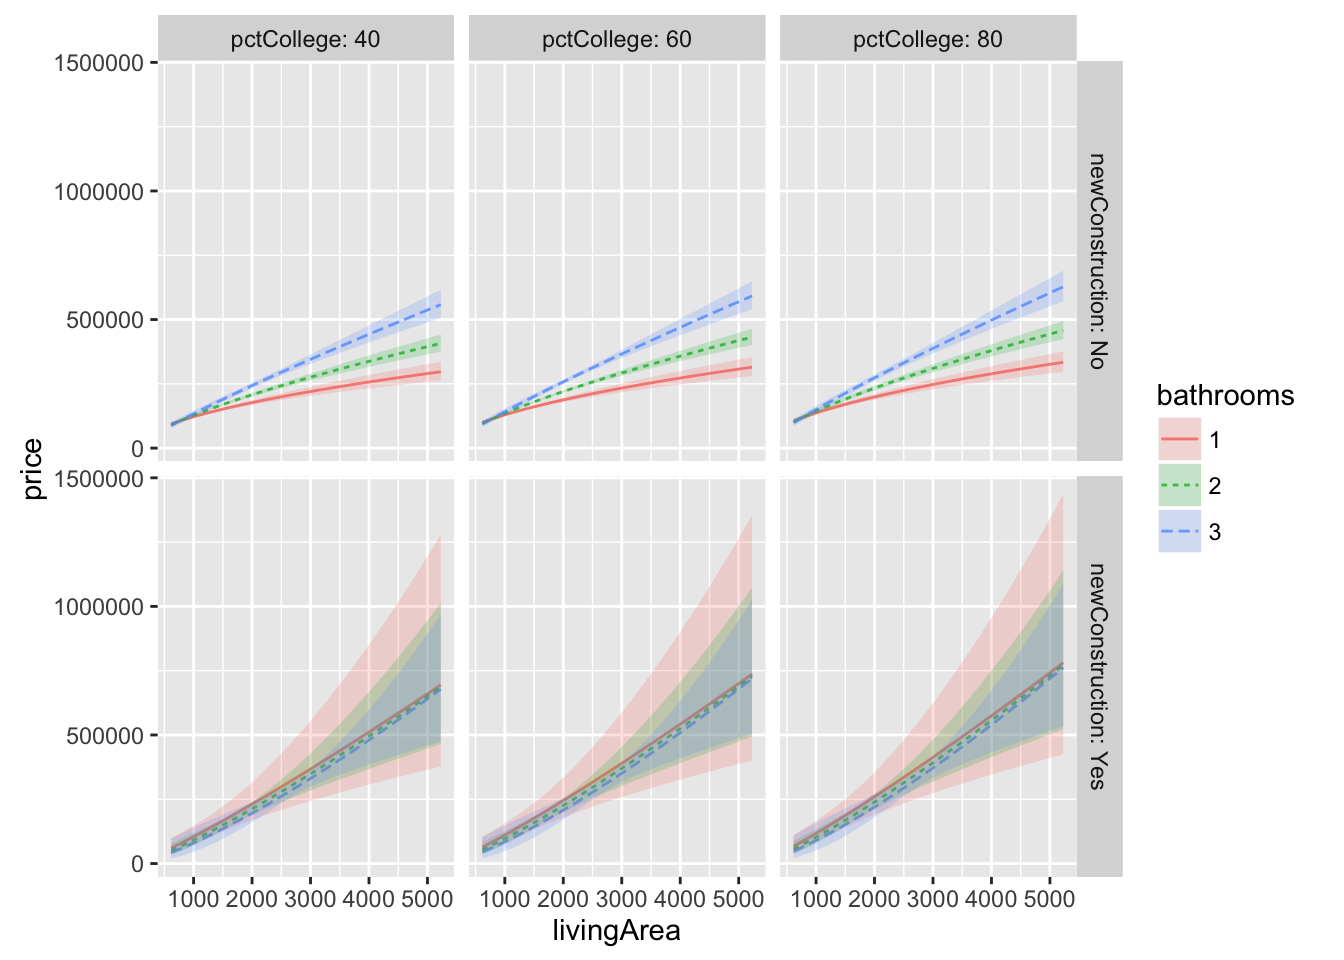 pctCollege: 40
pctCollege: 60
pctCollege: 80
1500000
1000000
500000
0
newConstruction: No
1500000
1000000
500000
0
newConstruction: Yes
1000 2000 3000 4000 5000
1000 2000 3000 4000 5000
1000 2000 3000 4000 5000
livingArea
price
bathrooms
1
2
3